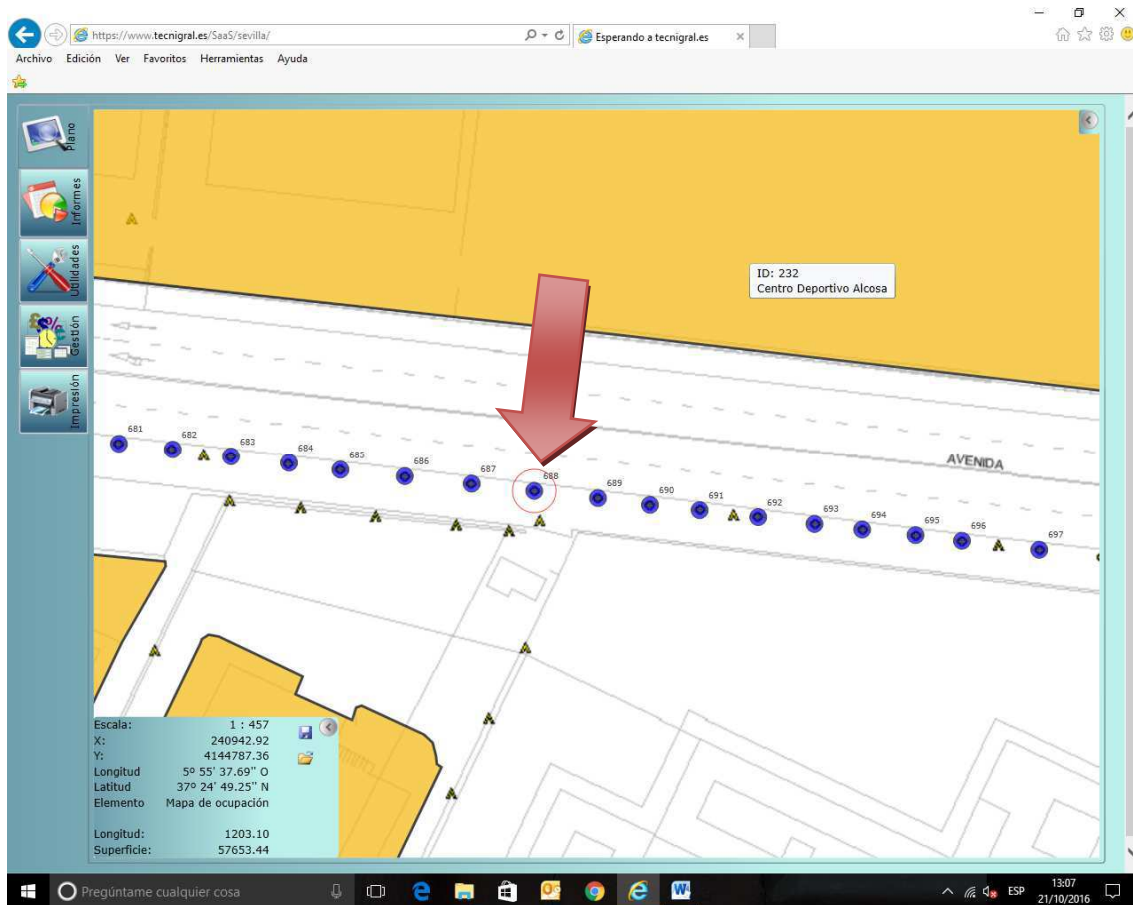 https://www.tecnigral.es/SaaS/sevilla/
Esperando a tecnigral.es
Archivo Edición Ver Favoritos Herramientas Ayuda
Plano
Informes
Utilidades
Gestión
Impresión
ID: 232
Centro Deportivo Alcosa
681
682
683
684
685
686
687
688
689
690
691
692
693
694
695
696
697
AVENIDA
Escala: 1 : 457
X: 240942.92
Y: 4144787.36
Longitud 5º 55' 37.69" O
Latitud 37º 24' 49.25" N
Elemento Mapa de ocupación
Longitud: 1203.10
Superficie: 57653.44
Pregúntame cualquier cosa
ESP
13:07
21/10/2016